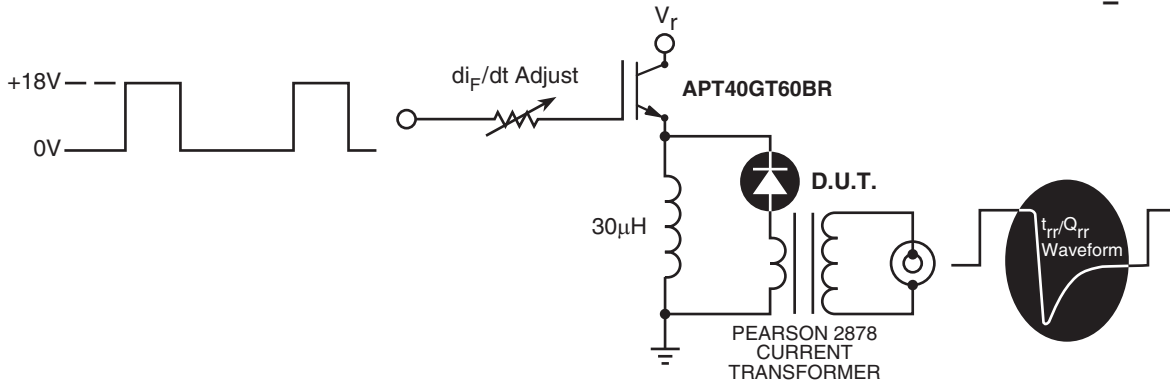 V_r
+18V
0V
di_F/dt Adjust
APT40GT60BR
D.U.T.
30μH
t_rr/Q_rr
Waveform
PEARSON 2878
CURRENT
TRANSFORMER